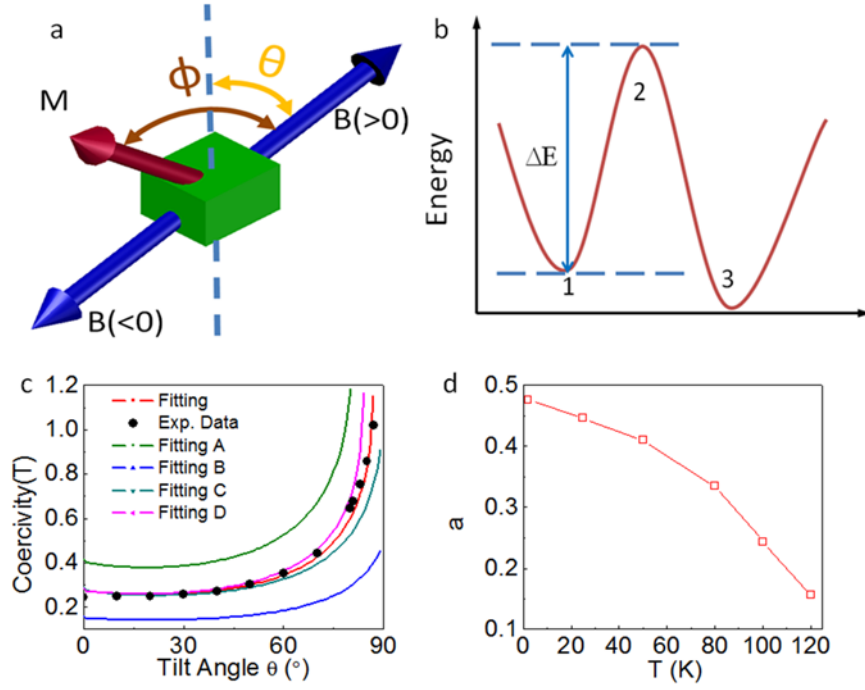 a
ϕ
θ
M
B(>0)
B(<0)
b
Energy
ΔE
1
2
3
c
Coercivity(T)
1.2
1.0
0.8
0.6
0.4
0.2
Fitting
Exp. Data
Fitting A
Fitting B
Fitting C
Fitting D
0 30 60 90
Tilt Angle θ (°)
d
a
0.5
0.4
0.3
0.2
0.1
0 20 40 60 80 100 120
T (K)